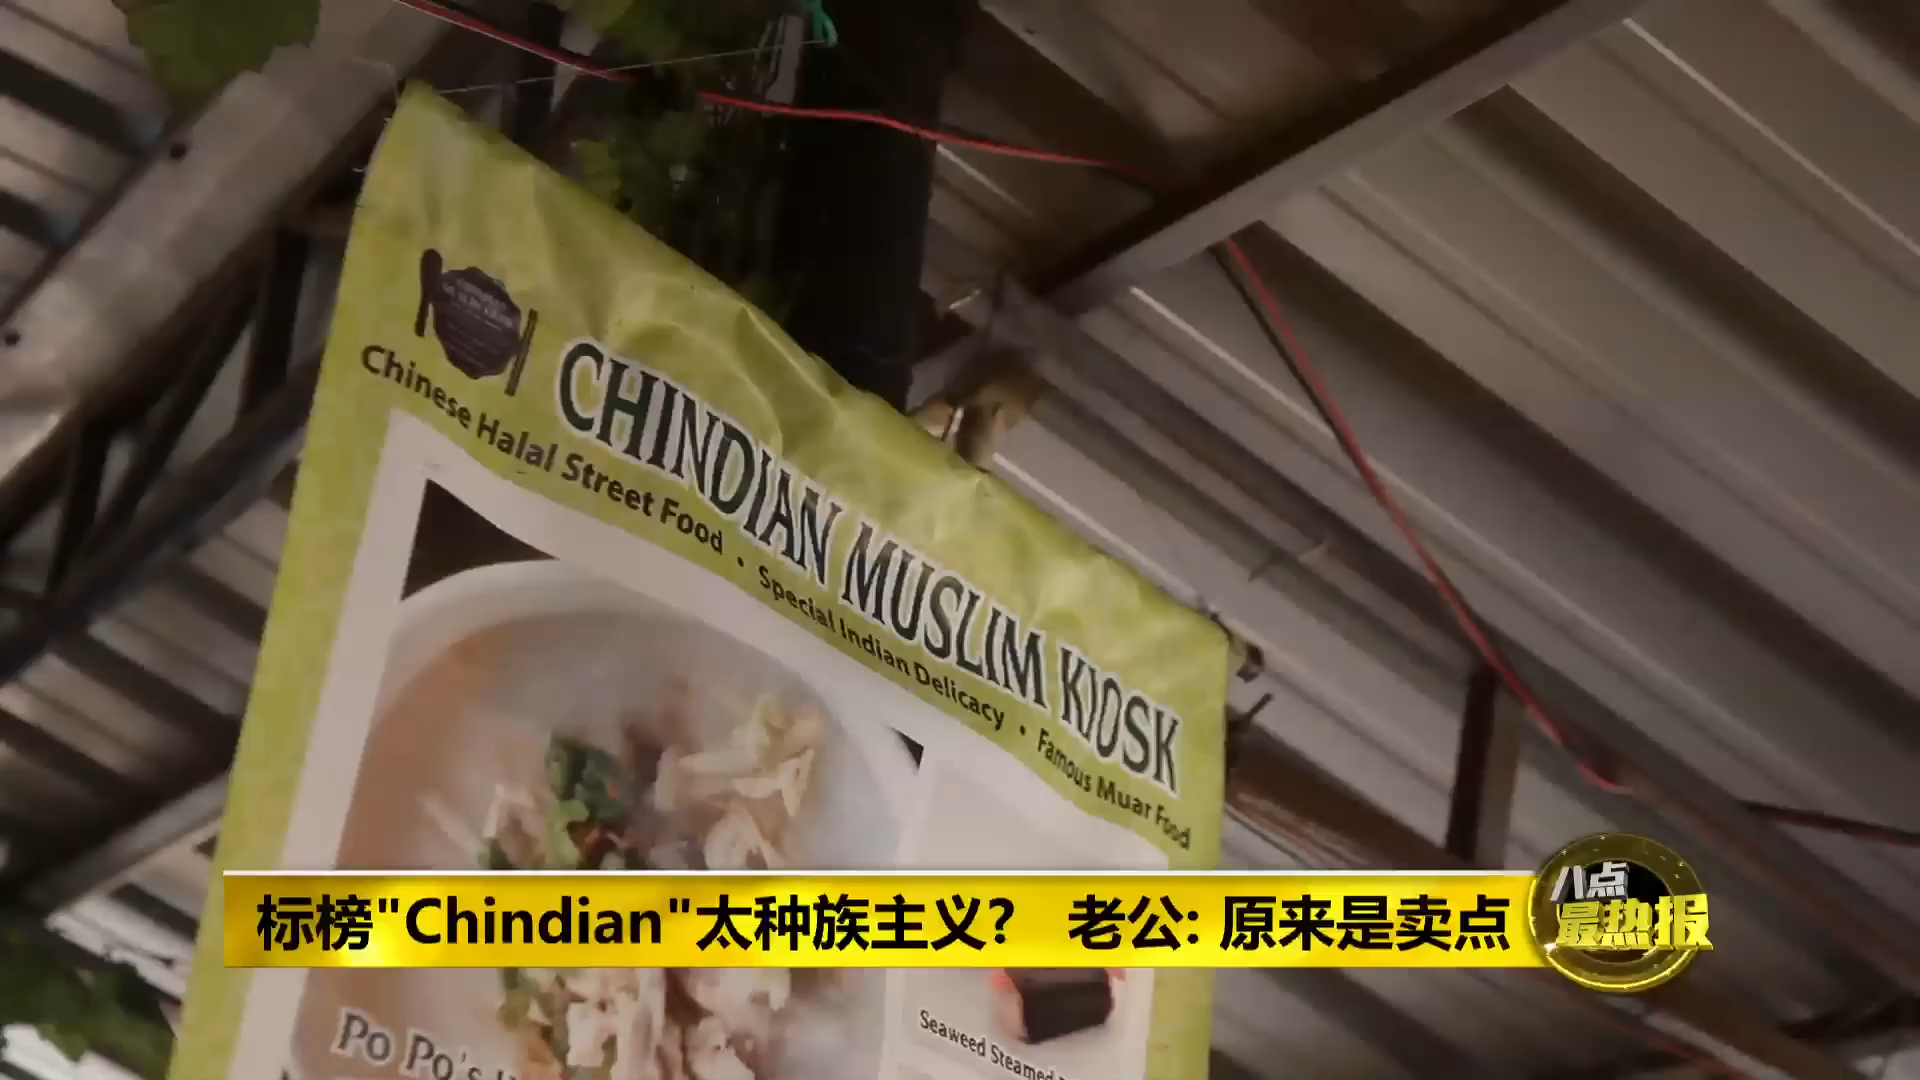 CHINDIAN MUSLIM KIOSK
Chinese Halal Street Food • Special Indian Delicacy • Famous Muar Food
标榜"Chindian"太种族主义? 老公: 原来是卖点
八点
最热报
Po Po's
Seaweed Steamed